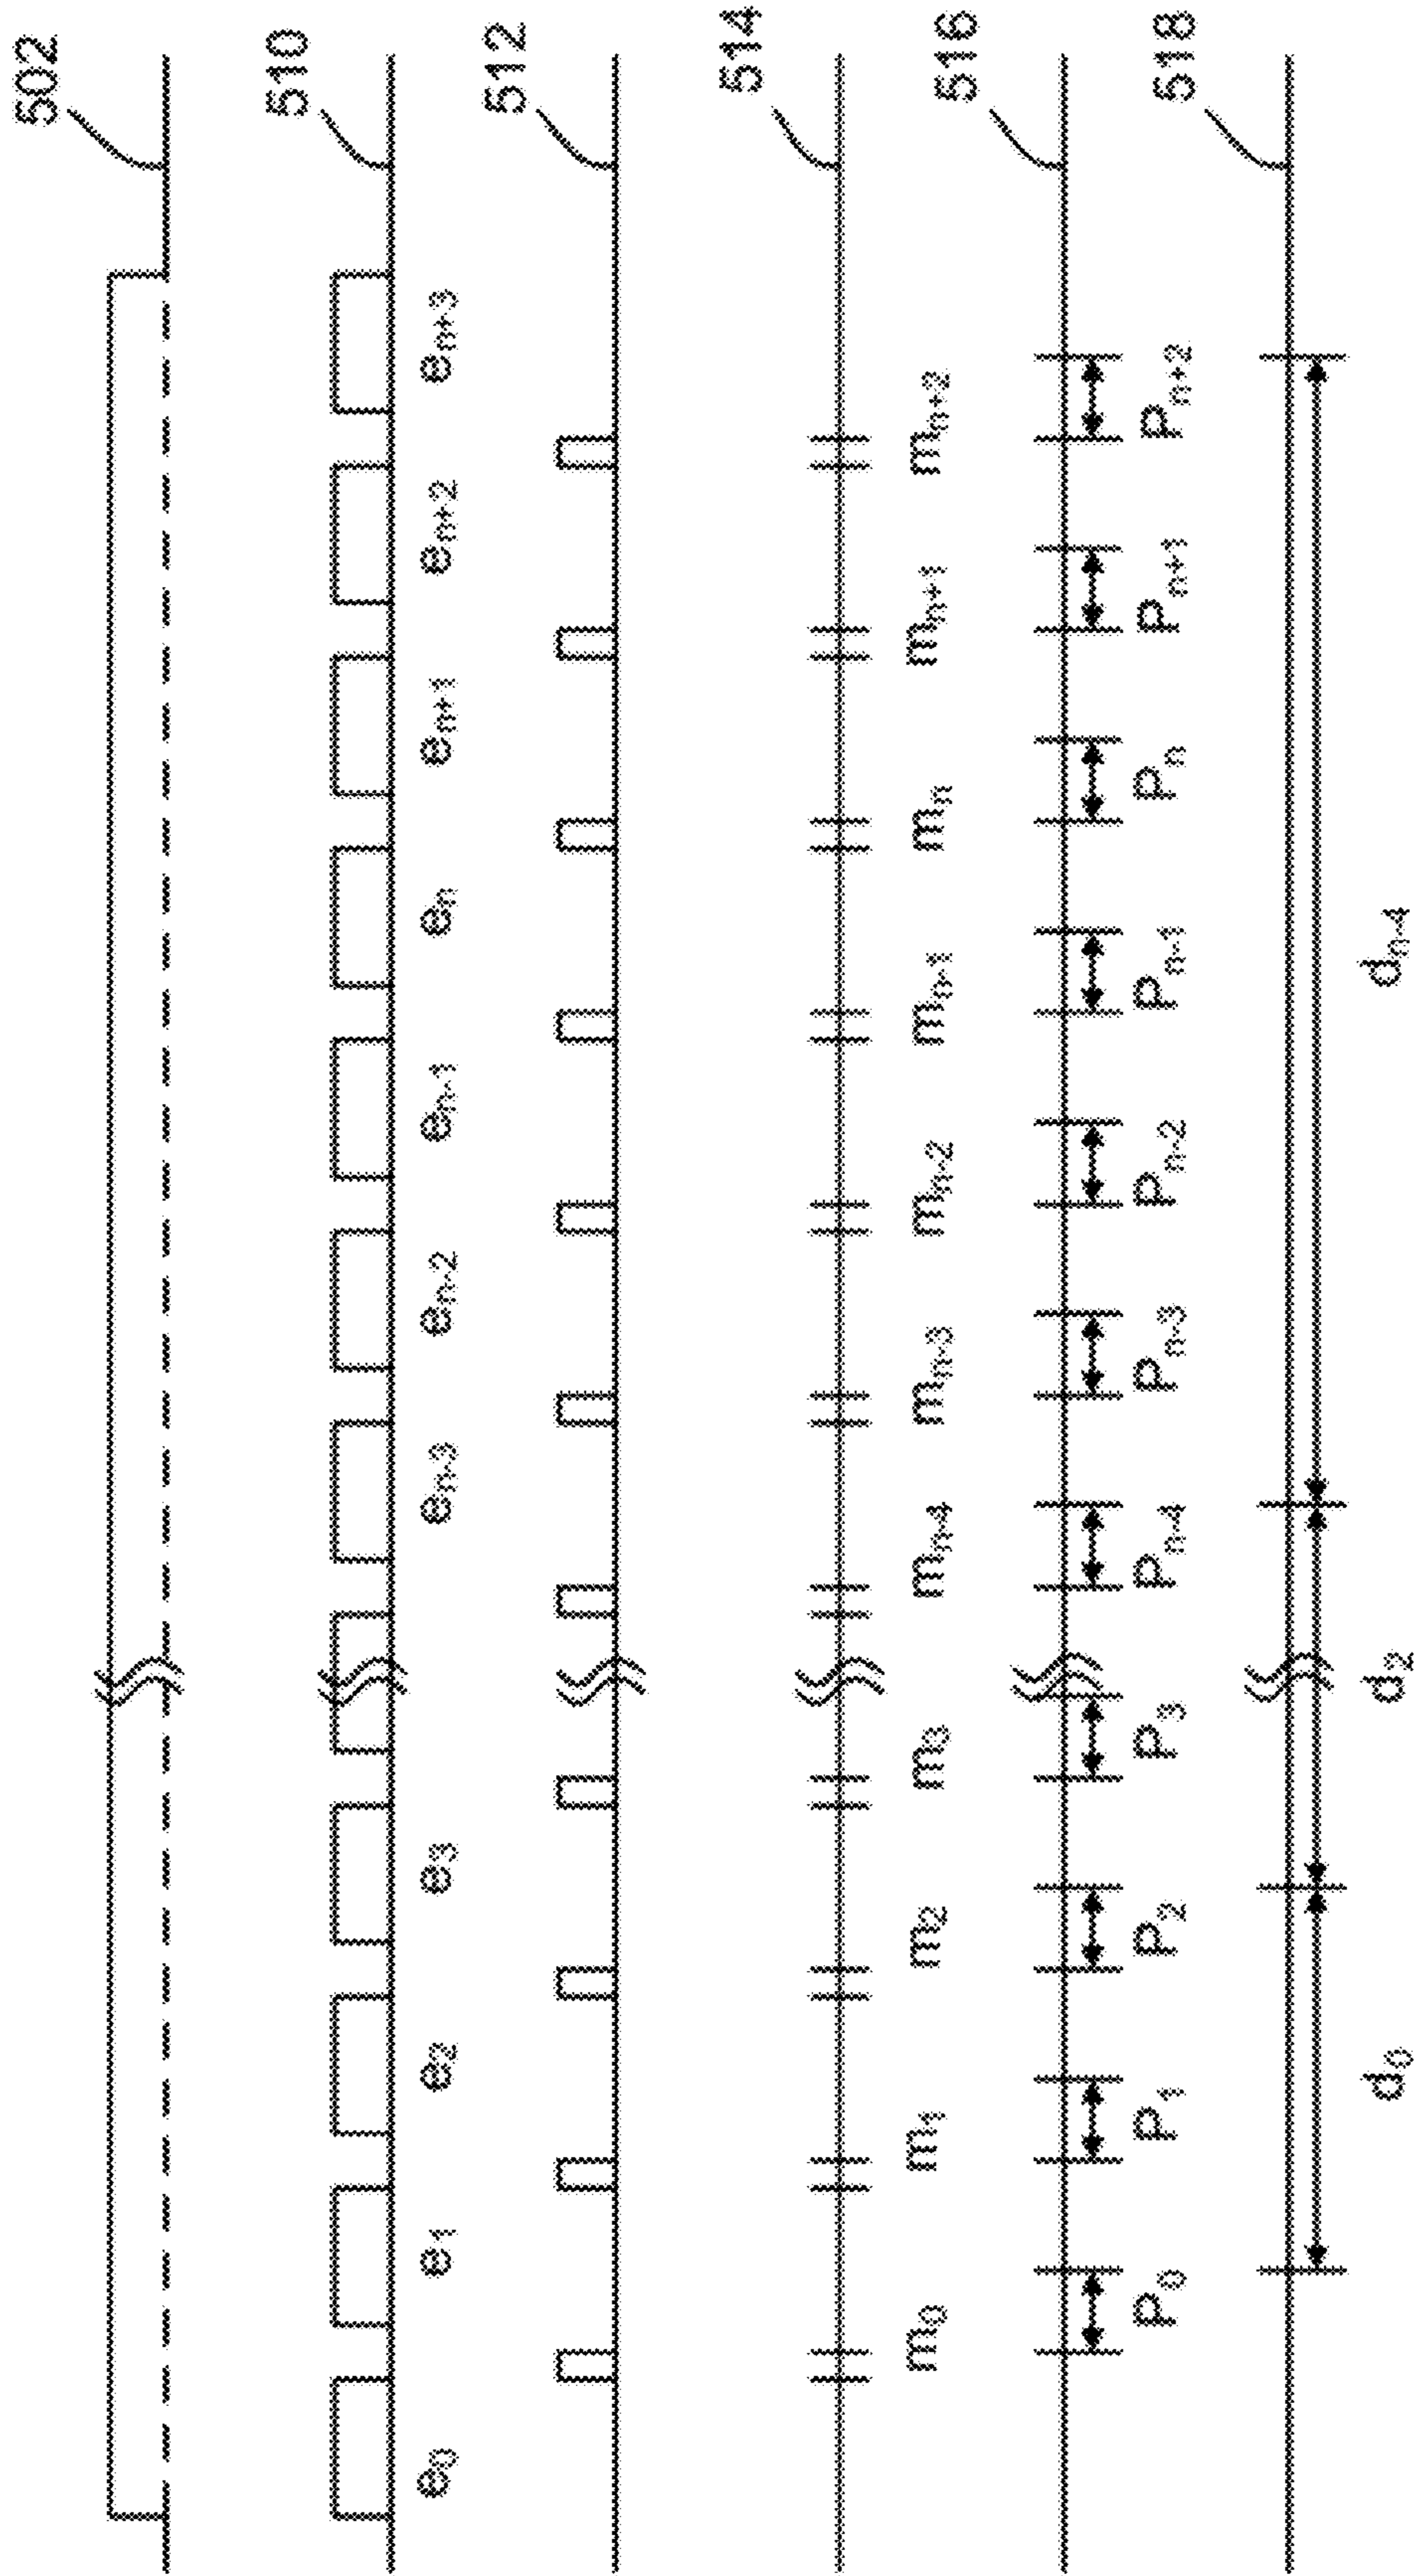 502
510
e₀ e₁ e₂ e₃ eₙ₋₃ eₙ₋₂ eₙ₋₁ eₙ eₙ₊₁ eₙ₊₂ eₙ₊₃
512
514
m₀ m₁ m₂ m₃ mₙ₋₄ mₙ₋₃ mₙ₋₂ mₙ₋₁ mₙ mₙ₊₁ mₙ₊₂
516
P₀ P₁ P₂ P₃ Pₙ₋₄ Pₙ₋₃ Pₙ₋₂ Pₙ₋₁ Pₙ Pₙ₊₁ Pₙ₊₂
518
d₀ d₂ dₙ₋₄